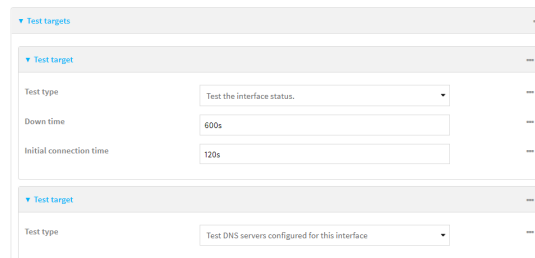 Test targets
Test target
Test type
Test the interface status.
Down time
600s
Initial connection time
120s
Test target
Test type
Test DNS servers configured for this interface